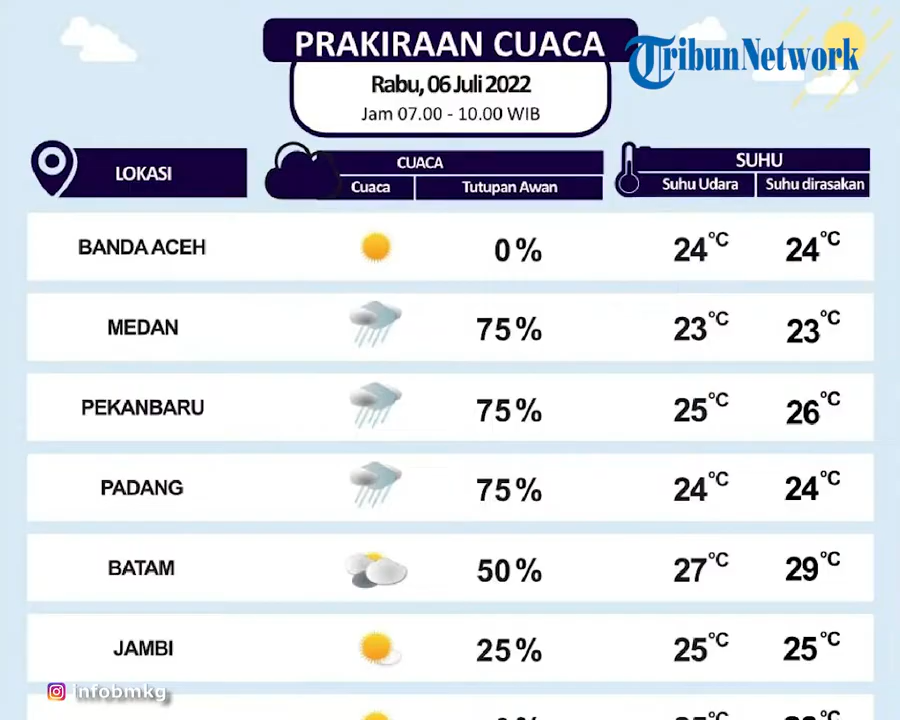 PRAKIRAAN CUACA
TribunNetwork
Rabu, 06 Juli 2022
Jam 07.00 - 10.00 WIB
LOKASI
CUACA
SUHU
Cuaca
Tutupan Awan
Suhu Udara
Suhu dirasakan
BANDA ACEH 0 % 24 °C 24 °C
MEDAN 75 % 23 °C 23 °C
PEKANBARU 75 % 25 °C 26 °C
PADANG 75 % 24 °C 24 °C
BATAM 50 % 27 °C 29 °C
JAMBI 25 % 25 °C 25 °C
infobmkg